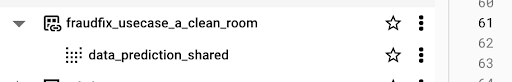 60
fraudfix_usecase_a_clean_room
61
data_prediction_shared
62
63